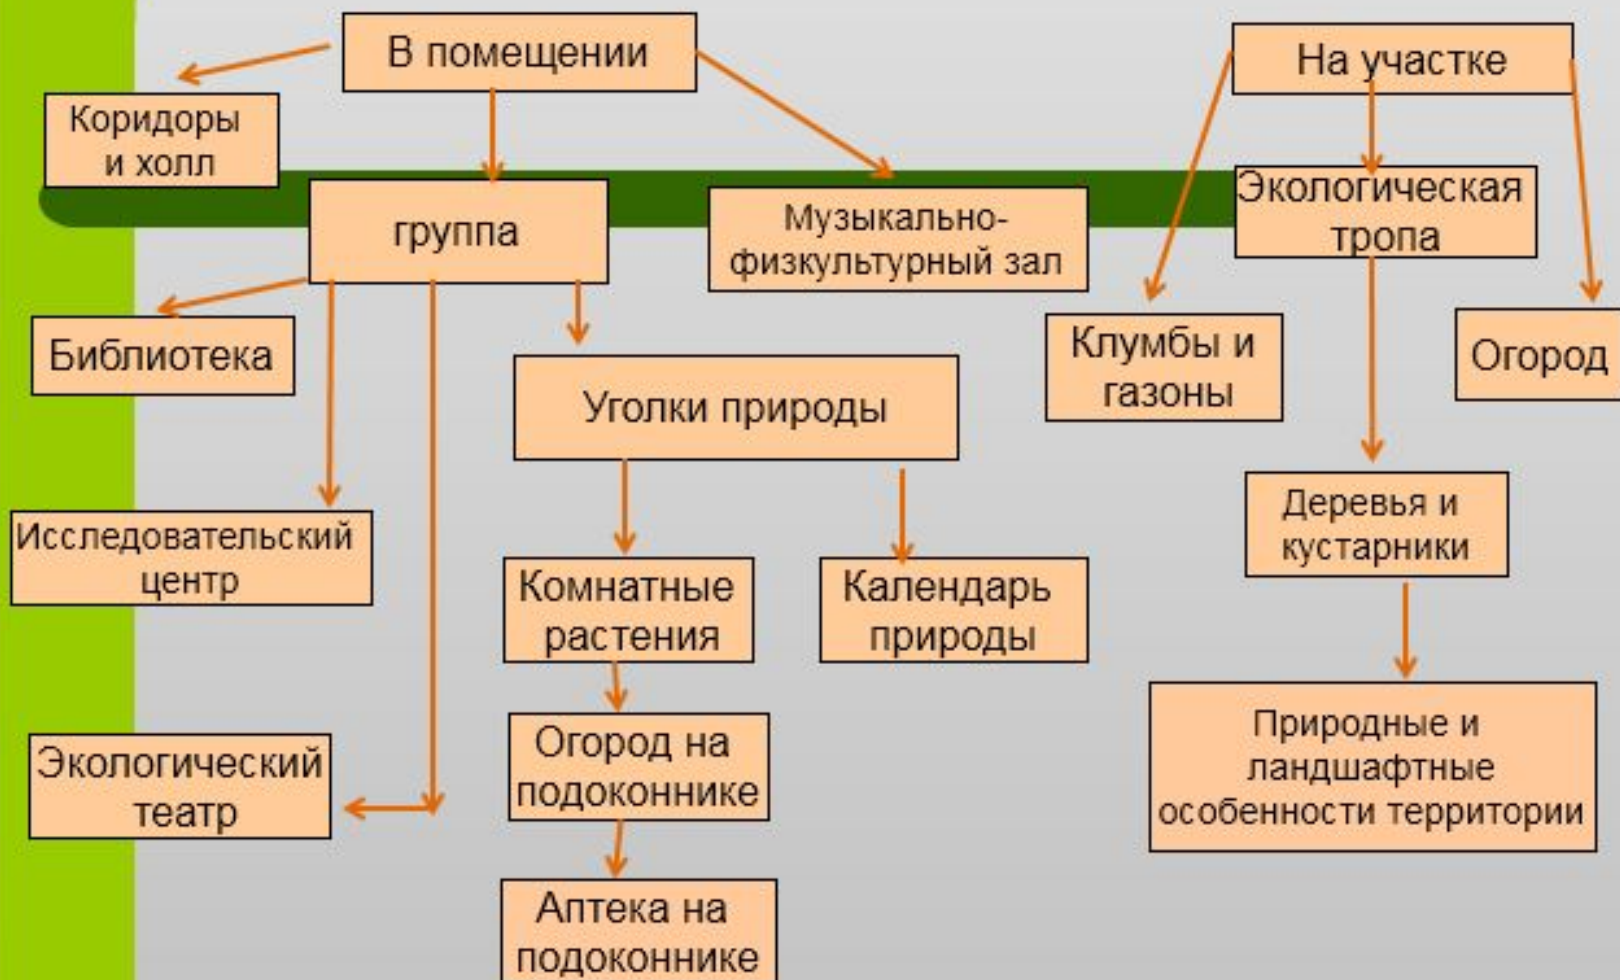 В помещении
На участке
Коридоры
и холл
группа
Музыкально-
физкультурный зал
Экологическая
тропа
Библиотека
Уголки природы
Клумбы и
газоны
Огород
Исследовательский
центр
Комнатные
растения
Календарь
природы
Деревья и
кустарники
Экологический
театр
Огород на
подоконнике
Природные и
ландшафтные
особенности территории
Аптека на
подоконнике